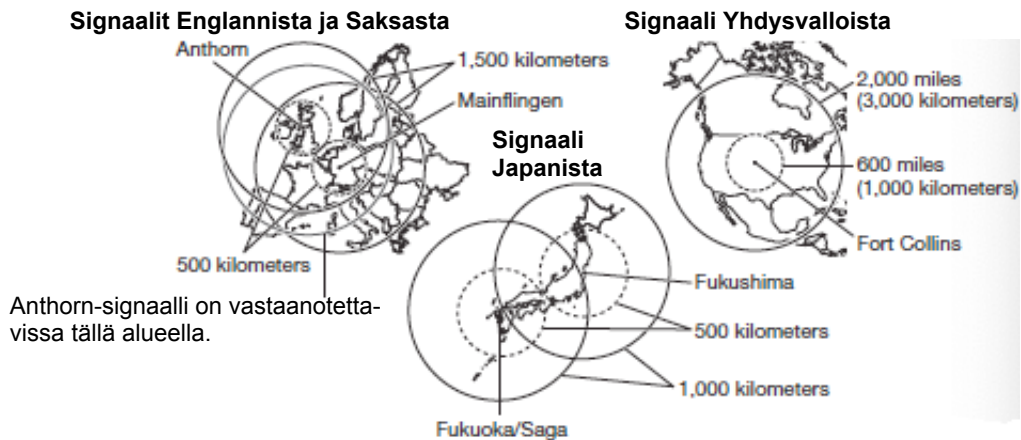 Signaalit Englannista ja Saksasta
Anthorn
1,500 kilometers
Mainflingen
500 kilometers
Anthorn-signaalli on vastaanotetta-
vissa tällä alueella.
Signaali
Japanista
Fukushima
500 kilometers
1,000 kilometers
Fukuoka/Saga
Signaali Yhdysvalloista
2,000 miles
(3,000 kilometers)
600 miles
(1,000 kilometers)
Fort Collins